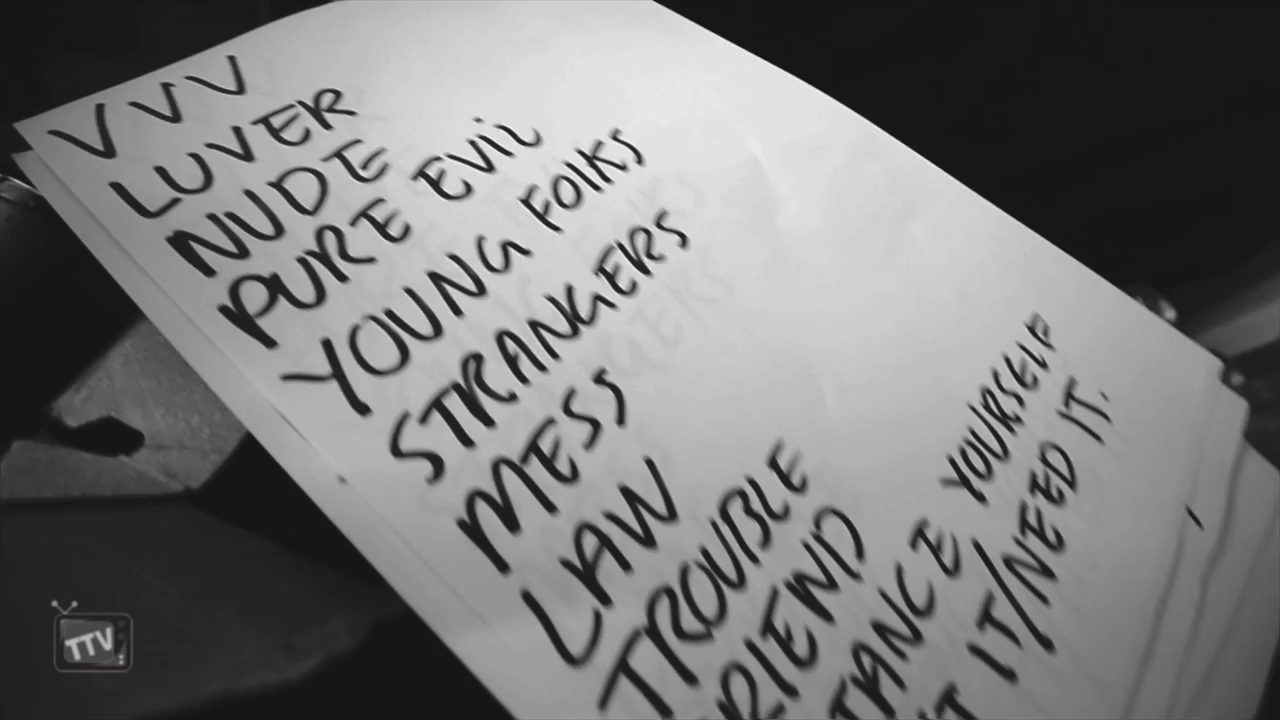 VVV
LUVER
NUDE
PURE EVIL
YOUNG FOLKS
STRANGERS
MESS
LAW
TROUBLE
RIEND
TANCE YOURSELF
T IT/NEED IT.
TTV